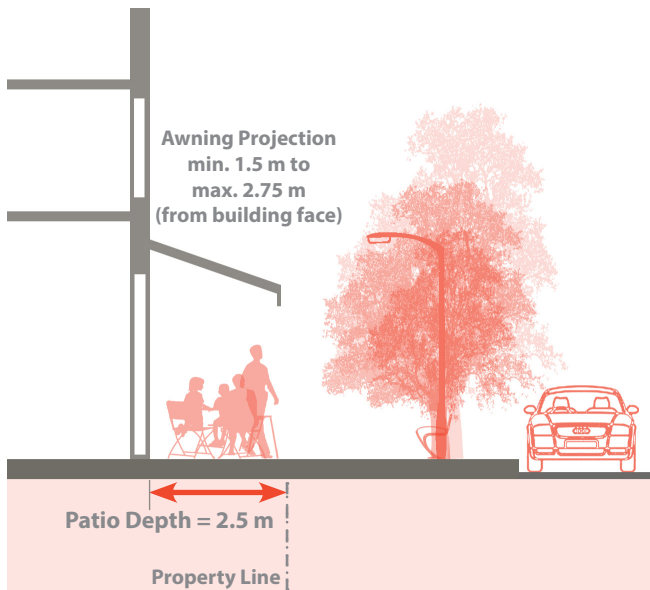 Awning Projection
min. 1.5 m to
max. 2.75 m
(from building face)
Patio Depth = 2.5 m
Property Line